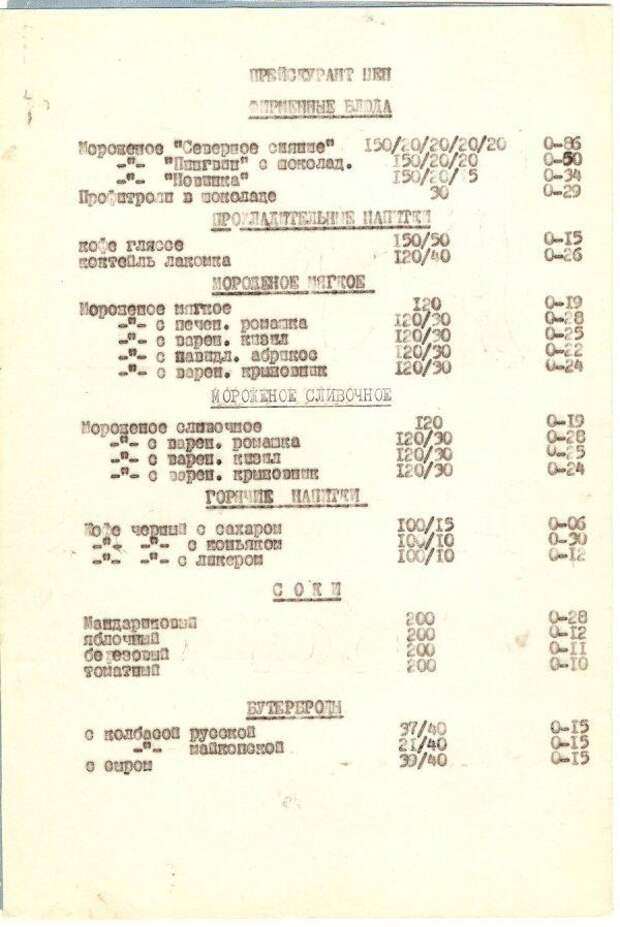 ПРЕЙСКУРАНТ ЦЕН
ФИРМЕННЫЕ БЛЮДА
Мороженое "Северное сияние" 150/20/20/20/20 0-86
-"- "Пингвин" с шоколад. 150/20/20 0-50
-"- "Новинка" 150/20/ 5 0-34
Профитроли в шоколаде 30 0-29
ПРОХЛАДИТЕЛЬНЫЕ НАПИТКИ
кофе гляссе 150/50 0-15
коктейль лакомка 120/40 0-26
МОРОЖЕНОЕ МЯГКОЕ
Мороженое мягкое 120 0-19
-"- с печен. ромашка 120/30 0-28
-"- с варен. кизил 120/30 0-25
-"- с павидл. абрикос 120/30 0-22
-"- с варен. крыжовник 120/30 0-24
МОРОЖЕНОЕ СЛИВОЧНОЕ
Мороженое сливочное 120 0-19
-"- с варен. ромашка 120/30 0-28
-"- с варен. кизил 120/30 0-25
-"- с варен. крыжовник 120/30 0-24
ГОРЯЧИЕ НАПИТКИ
Кофе черный с сахаром 100/15 0-06
-"- -"- с коньяком 100/10 0-30
-"- -"- с ликером 100/10 0-12
С О К И
Мандариновый 200 0-28
яблочный 200 0-12
березовый 200 0-11
томатный 200 0-10
БУТЕРБРОДЫ
с колбасой русской 37/40 0-15
-"- майкопской 21/40 0-15
с сыром 39/40 0-15